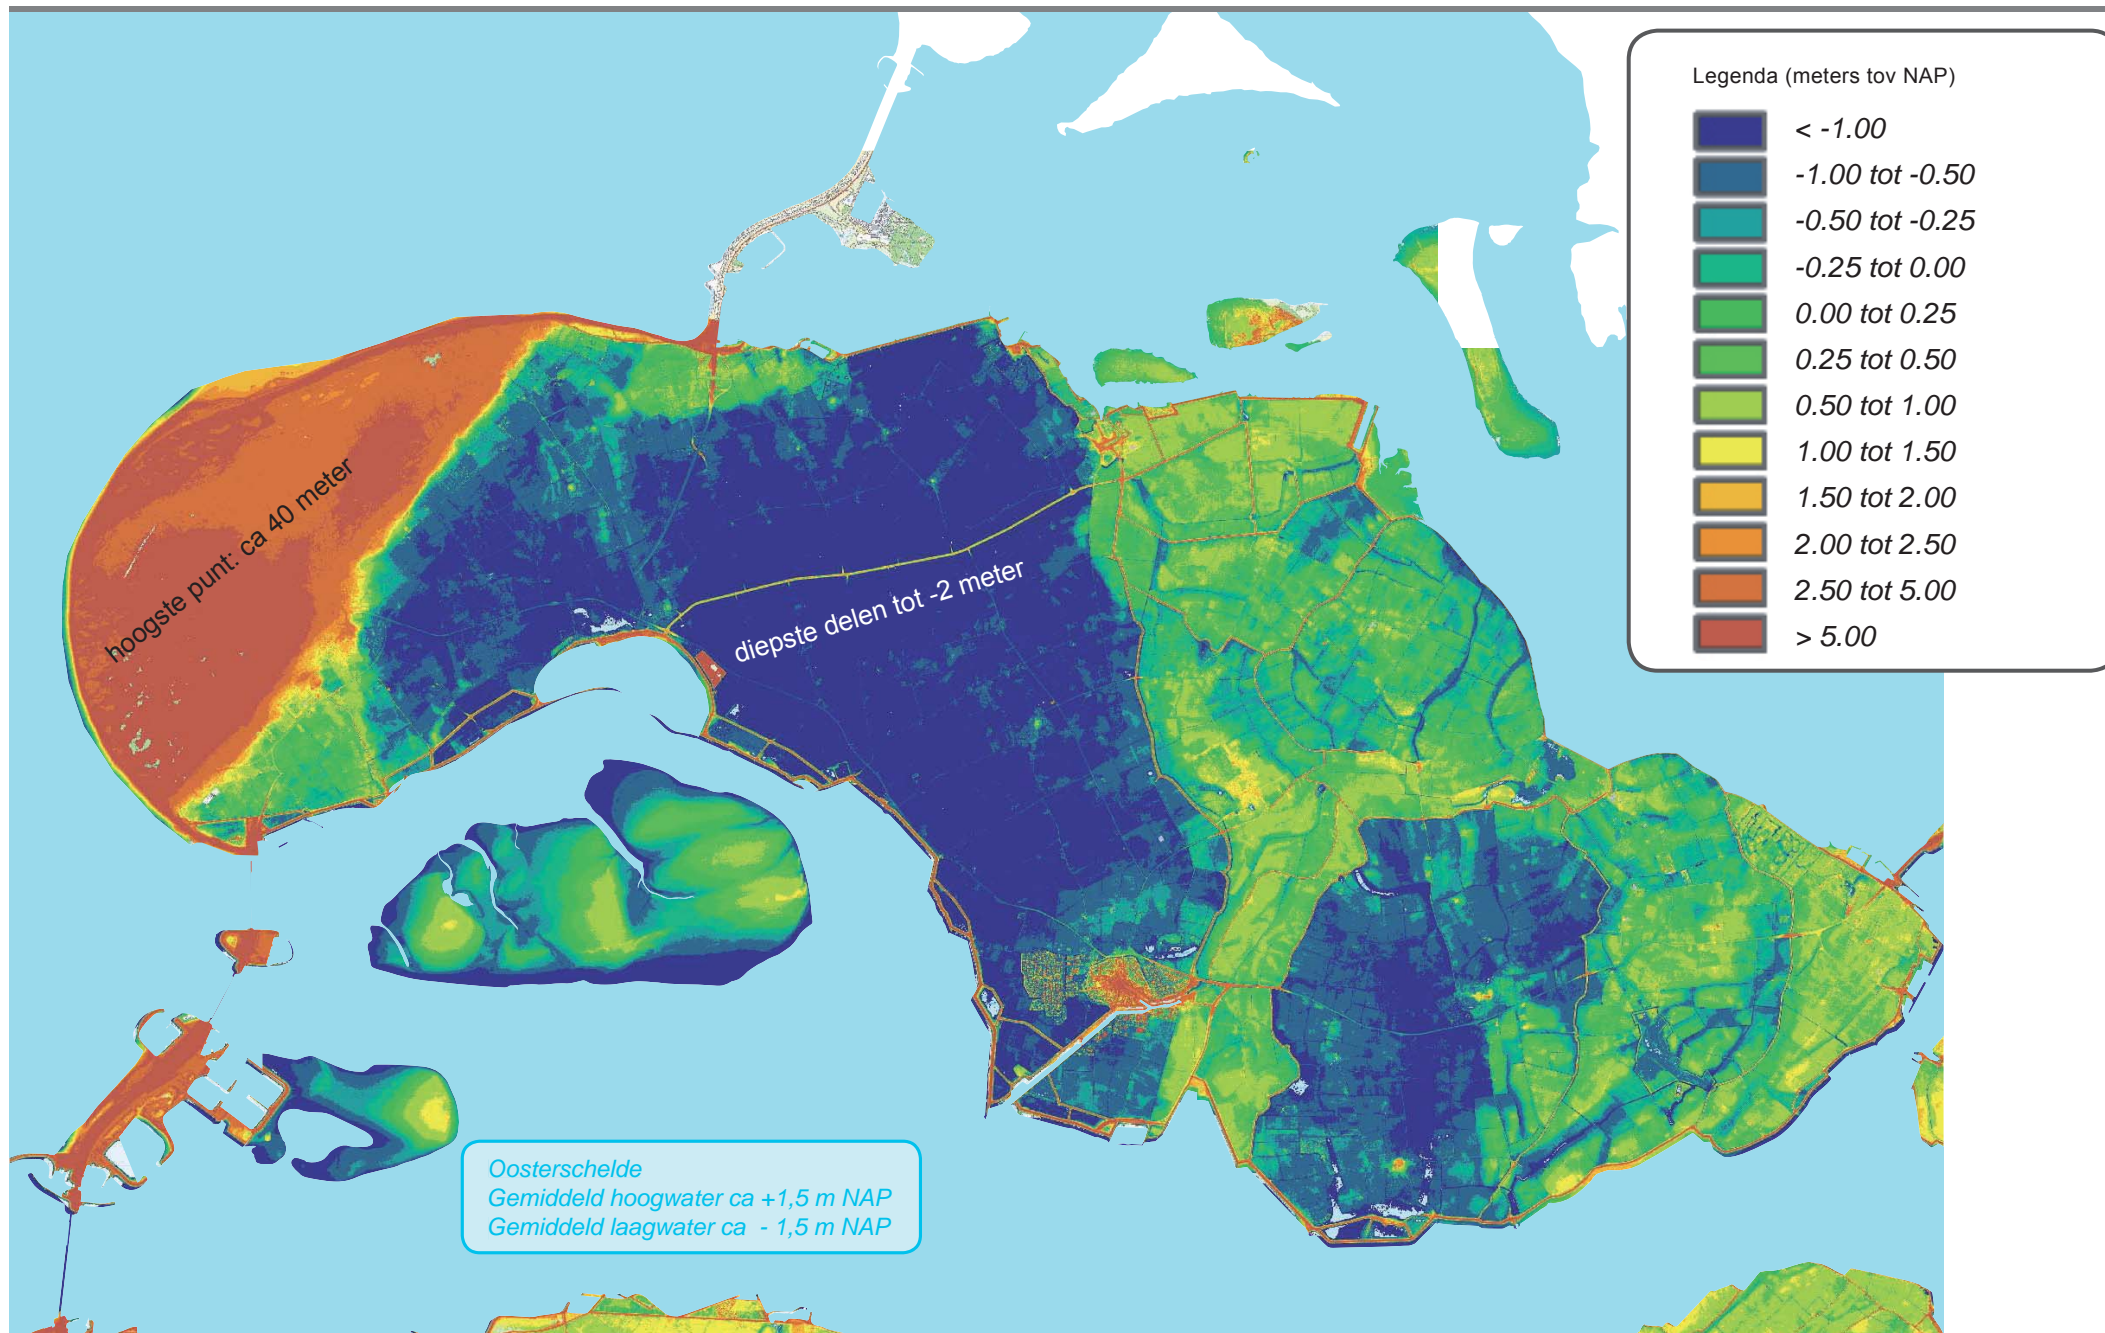 Legenda (meters tov NAP)
< -1.00
-1.00 tot -0.50
-0.50 tot -0.25
-0.25 tot 0.00
0.00 tot 0.25
0.25 tot 0.50
0.50 tot 1.00
1.00 tot 1.50
1.50 tot 2.00
2.00 tot 2.50
2.50 tot 5.00
> 5.00
hoogste punt: ca 40 meter
diepste delen tot -2 meter
Oosterschelde
Gemiddeld hoogwater ca +1,5 m NAP
Gemiddeld laagwater ca - 1,5 m NAP